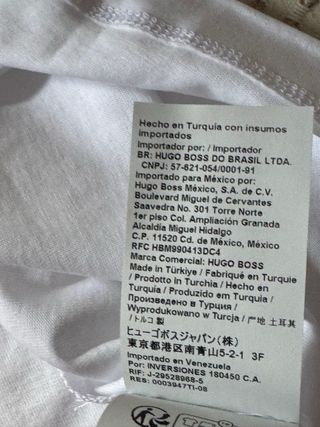 Hecho en Turquia con insumos
importados
Importador por: / Importador
BR: HUGO BOSS DO BRASIL LTDA.
CNPJ: 57-621-054/0001-91
Importado para México por:
Hugo Boss México, S.A. de C.V.
Boulevard Miguel de Cervantes
Saavedra No. 301 Torre Norte
1er piso Col. Ampliación Granada
Alcaldía Miguel Hidalgo
C.P. 11520 Cd. de México, México
RFC HBM990413DC4
Marca Comercial: HUGO BOSS
Made in Türkiye / Fabriqué en Turquie
/ Prodotto in Turchia / Hecho en
Turquía / Produzido em Turquia /
Произведено в Турции /
Wyprodukowano w Turcja / 产地 土耳其
/ トルコ 製
ヒューゴボスジャパン(株)
東京都港区南青山5-2-1 3F
Importado en Venezuela
Por: INVERSIONES 180450 C.A.
RIF: J-29528968-5
RES: 0003947TI-08